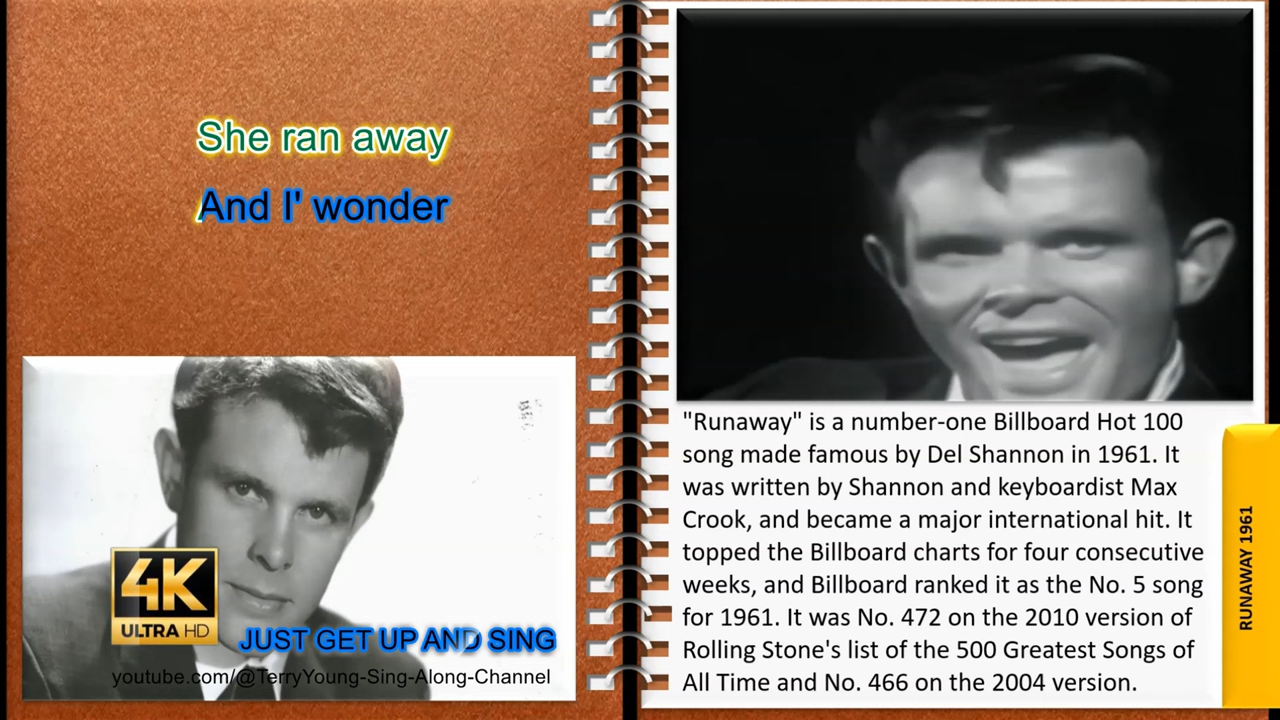 She ran away
And I' wonder
4K
ULTRA HD
JUST GET UP AND SING
youtube.com/@TerryYoung-Sing-Along-Channel
"Runaway" is a number-one Billboard Hot 100
song made famous by Del Shannon in 1961. It
was written by Shannon and keyboardist Max
Crook, and became a major international hit. It
topped the Billboard charts for four consecutive
weeks, and Billboard ranked it as the No. 5 song
for 1961. It was No. 472 on the 2010 version of
Rolling Stone's list of the 500 Greatest Songs of
All Time and No. 466 on the 2004 version.
RUNAWAY 1961